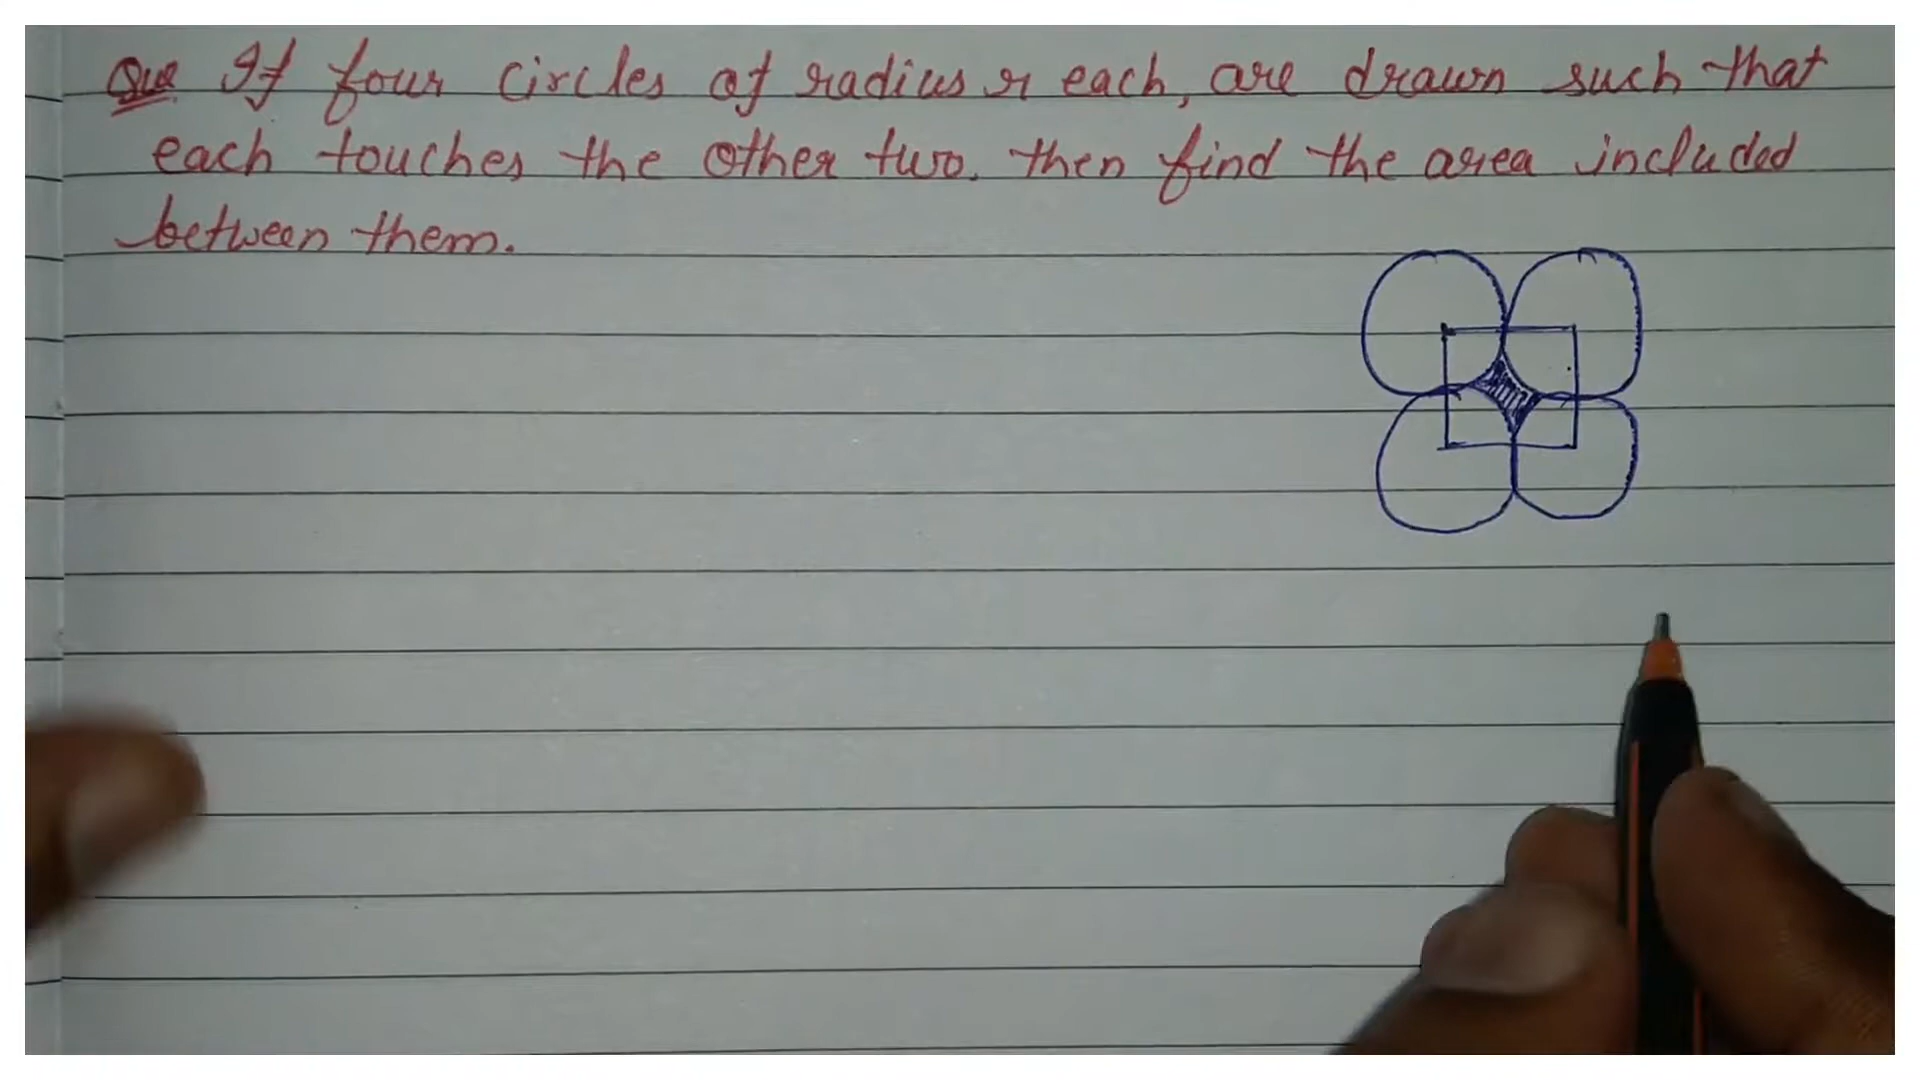 Que If four circles of radius r each, are drawn such that
each touches the other two. then find the area included
between them.